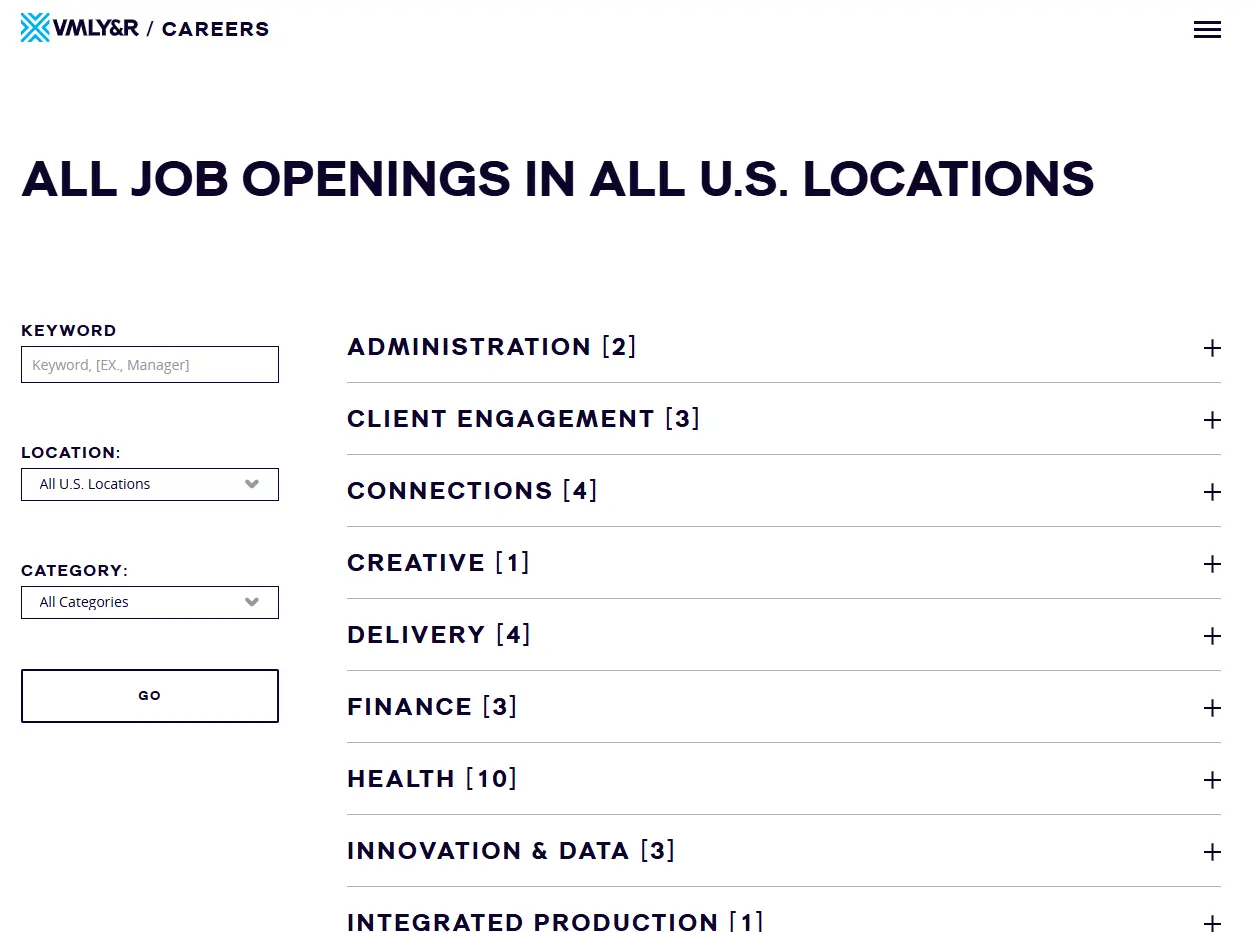 VMLY&R / CAREERS
ALL JOB OPENINGS IN ALL U.S. LOCATIONS
KEYWORD
Keyword, [EX., Manager]
LOCATION:
All U.S. Locations
CATEGORY:
All Categories
GO
ADMINISTRATION [2]
CLIENT ENGAGEMENT [3]
CONNECTIONS [4]
CREATIVE [1]
DELIVERY [4]
FINANCE [3]
HEALTH [10]
INNOVATION & DATA [3]
INTEGRATED PRODUCTION [1]